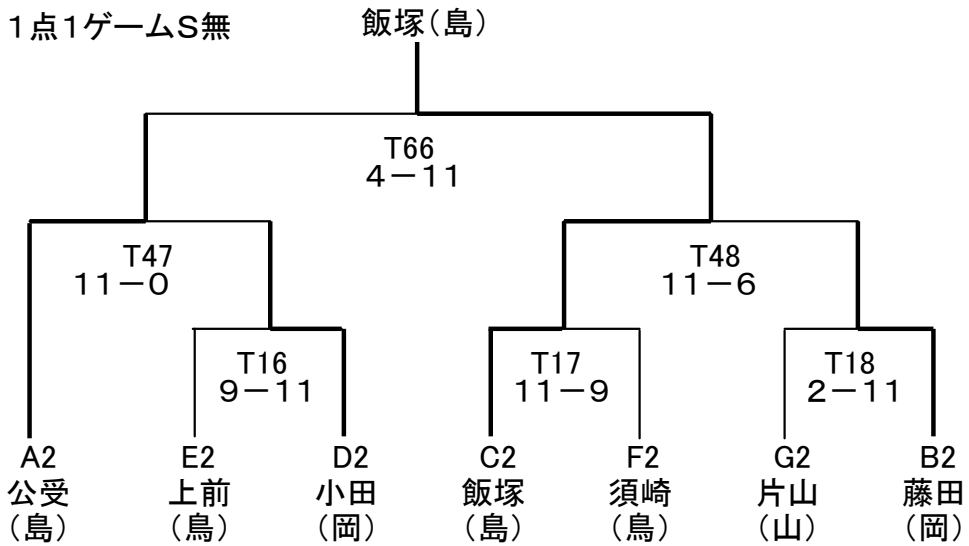 １点１ゲームＳ無
飯塚（島）
T66
４－１１
T47
１１－０
T48
１１－６
T16
９－１１
T17
１１－９
T18
２－１１
A2
公受
（島）
E2
上前
（鳥）
D2
小田
（岡）
C2
飯塚
（島）
F2
須崎
（鳥）
G2
片山
（山）
B2
藤田
（岡）